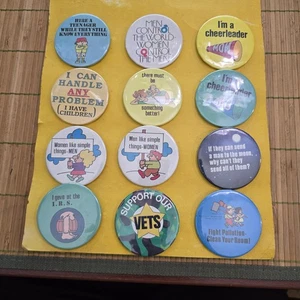 HIRE A
TEENAGER
WHILE THEY STILL
KNOW EVERYTHING
MEN
CONTROL
THE WORLD
WOMEN
CONTROL
THE MEN
I'm a
cheerleader
I CAN
HANDLE
ANY
PROBLEM
(I HAVE
CHILDREN)
there must
be
something
better!
I'm a
cheerleader
Women like simple
things-MEN
Men like simple
things-WOMEN
If they can send
a man to the moon...
why can't they
send all of them?
I gave at the
SUPPORT OUR
VETS
Fight Pollution-
Clean Your Room!